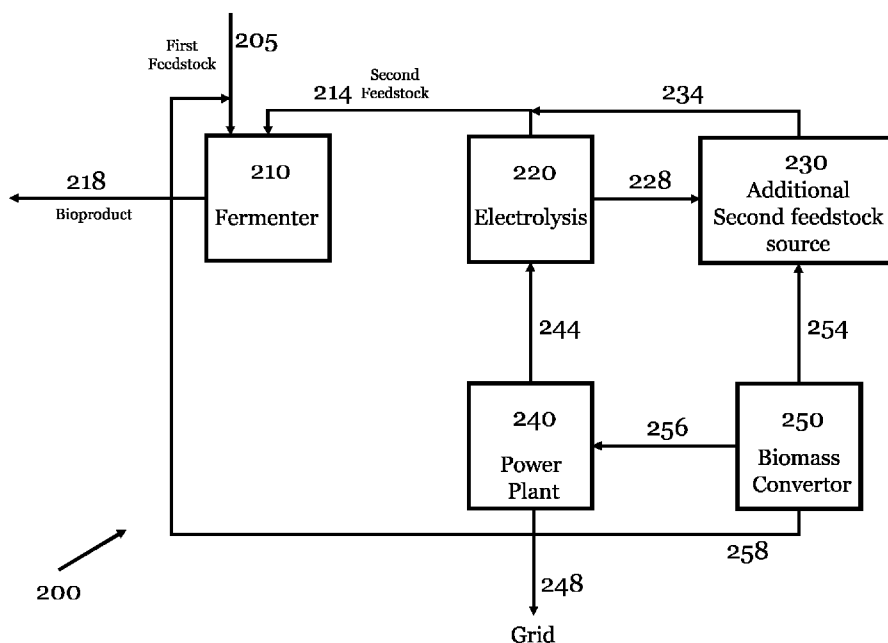 205
First
Feedstock
Second
Feedstock
214
234
210
Fermenter
218
Bioproduct
220
Electrolysis
228
230
Additional
Second feedstock
source
244
254
240
Power
Plant
256
250
Biomass
Convertor
258
200
248
Grid